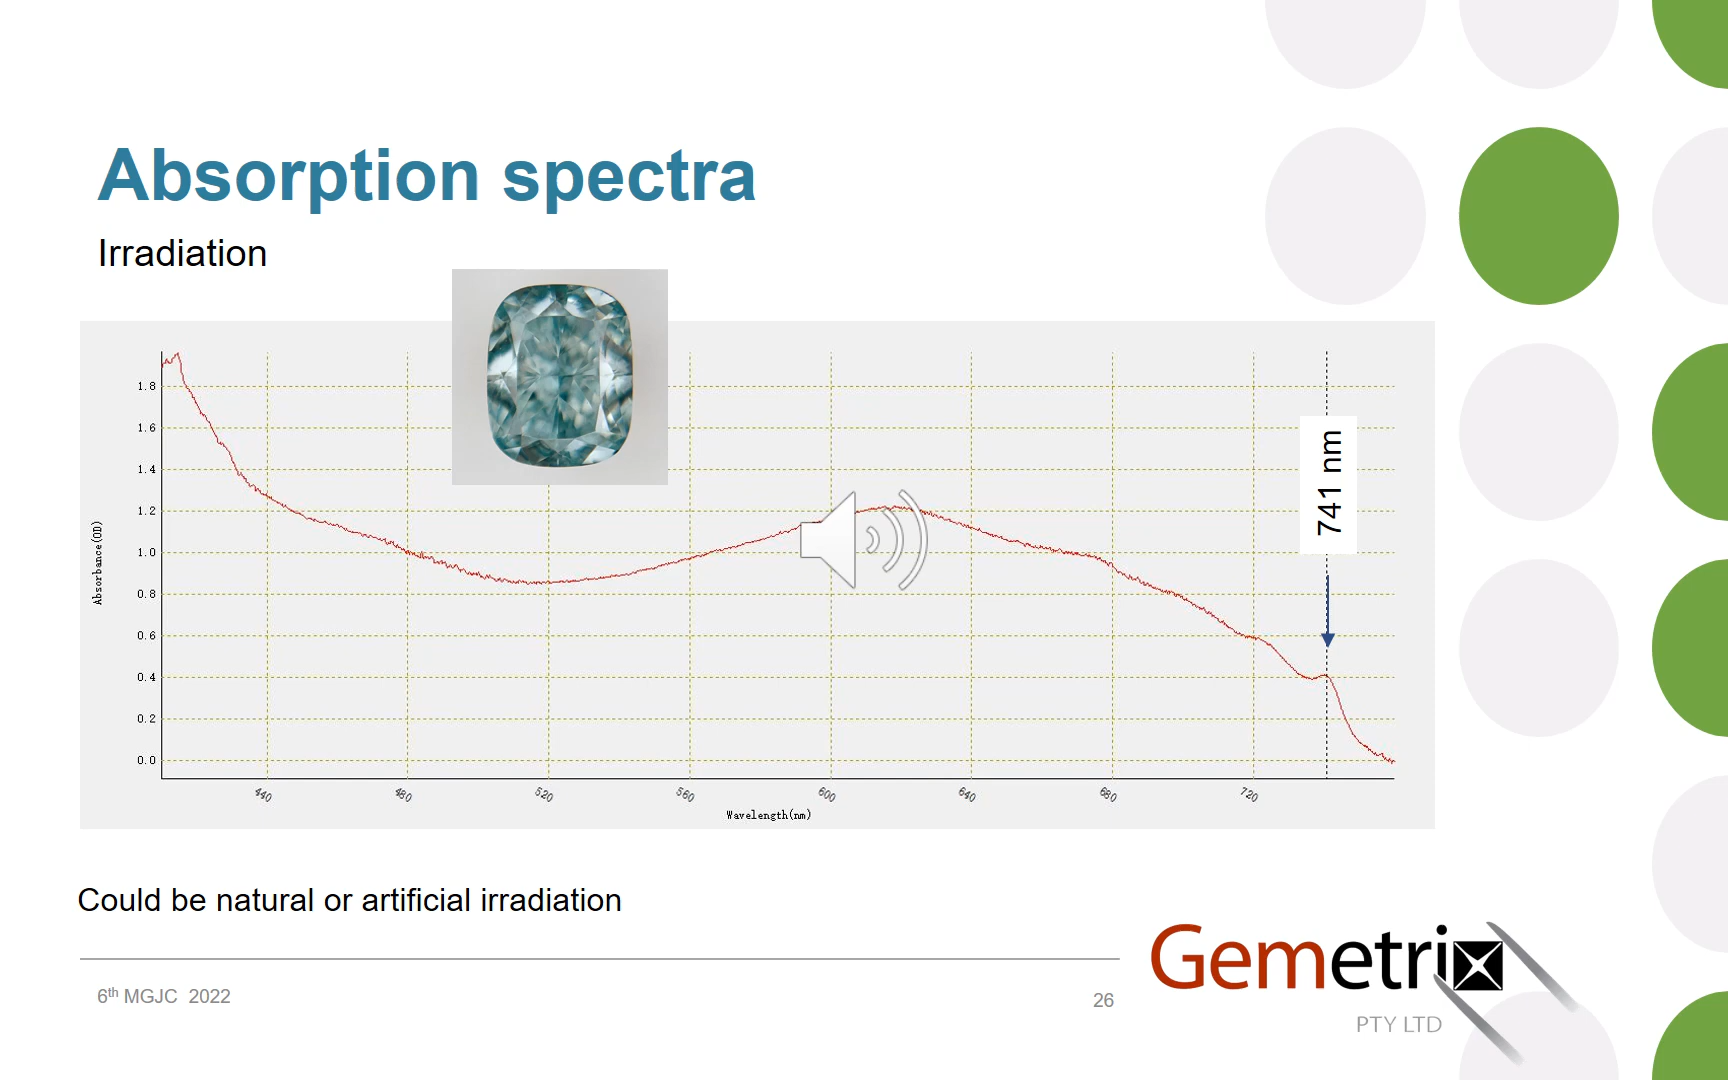 Absorption spectra
Irradiation
1.8
1.6
1.4
1.2
1.0
0.8
0.6
0.4
0.2
0.0
Absorbance(OD)
741 nm
440 480 520 560 600 640 680 720
Wavelength(nm)
Could be natural or artificial irradiation
6th MGJC 2022
26
Gemetrix
PTY LTD